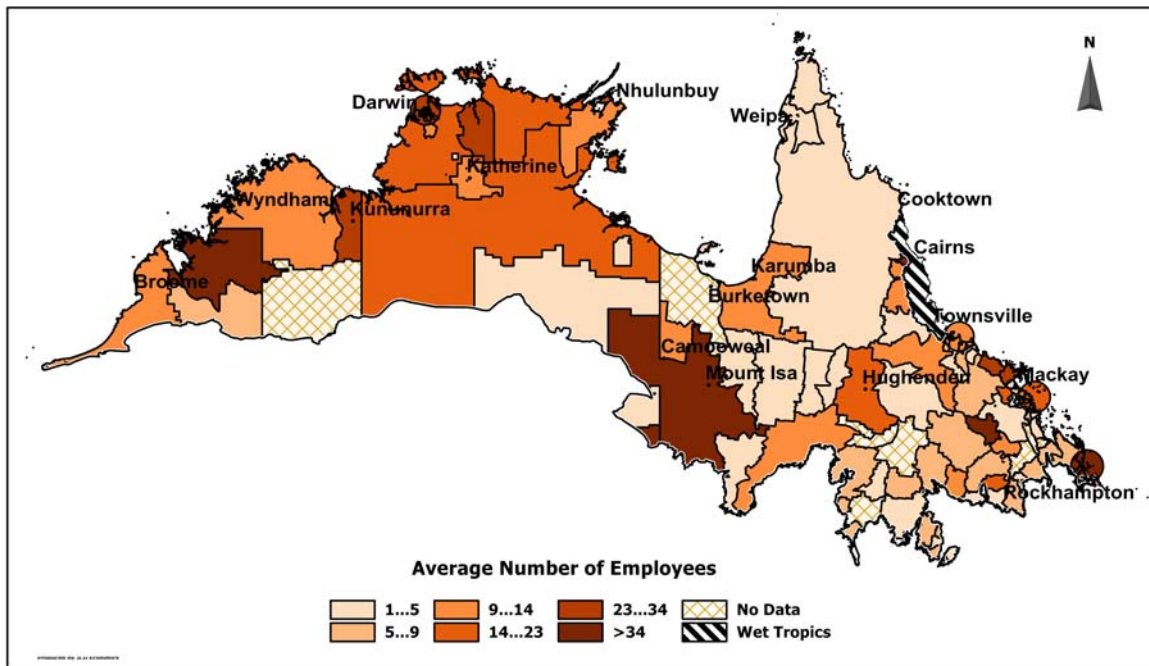 N
Darwin
Nhulunbuy
Weipa
Katherine
Wyndham
Kununurra
Cooktown
Cairns
Karumba
Broome
Burketown
Townsville
Camooweal
Mount Isa
Hughenden
Mackay
Rockhampton
Average Number of Employees
1...5 9...14 23...34 No Data
5...9 14...23 >34 Wet Tropics